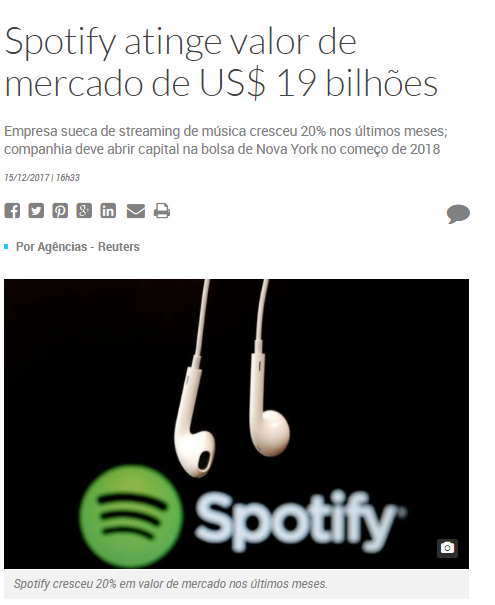 Spotify atinge valor de
mercado de US$ 19 bilhões
Empresa sueca de streaming de música cresceu 20% nos últimos meses;
companhia deve abrir capital na bolsa de Nova York no começo de 2018
15/12/2017 | 16h33
Por Agências - Reuters
Spotify
Spotify cresceu 20% em valor de mercado nos últimos meses.